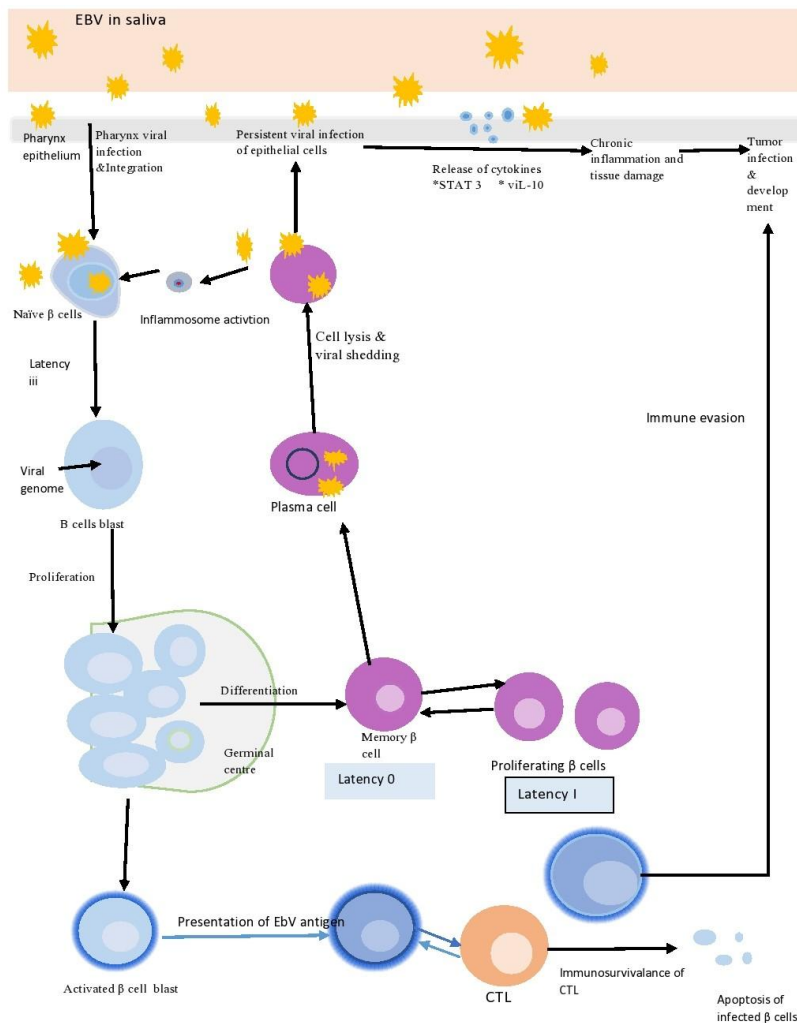 EBV in saliva
Pharynx
epithelium
Pharynx viral
infection
&Integration
Persistent viral infection
of epithelial cells
Release of cytokines
*STAT 3 * viL-10
Chronic
inflammation and
tissue damage
Tumor
infection
&
develop
ment
Naïve β cells
Inflammosome activtion
Cell lysis &
viral shedding
Latency
iii
Immune evasion
Viral
genome
Plasma cell
B cells blast
Proliferation
Differentiation
Germinal
centre
Memory β
cell
Latency 0
Proliferating β cells
Latency I
Presentation of EbV antigen
Activated β cell blast
CTL
Immunosurvivalance of
CTL
Apoptosis of
infected β cells